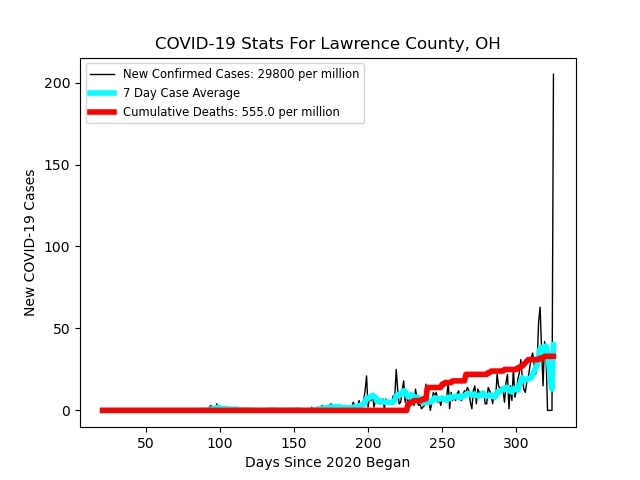 COVID-19 Stats For Lawrence County, OH
New Confirmed Cases: 29800 per million
7 Day Case Average
Cumulative Deaths: 555.0 per million
New COVID-19 Cases
200
150
100
50
0
50 100 150 200 250 300
Days Since 2020 Began